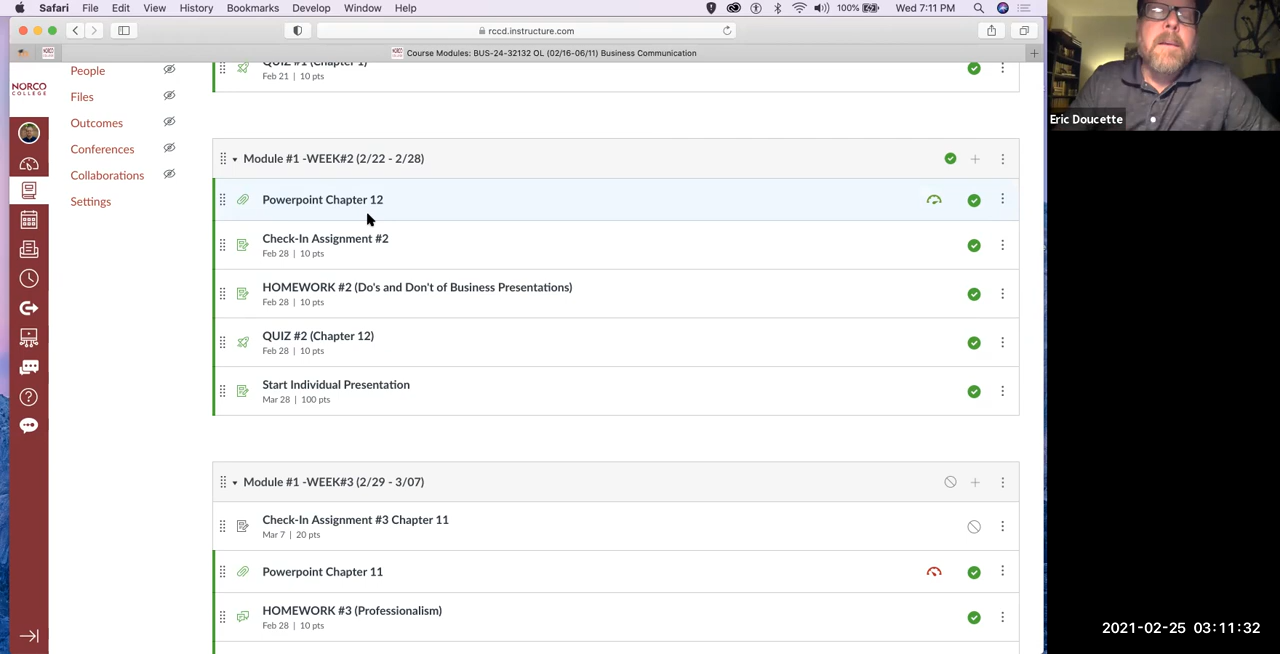 Safari File Edit View History Bookmarks Develop Window Help 100% Wed 7:11 PM
rccd.instructure.com
Course Modules: BUS-24-32132 OL (02/16-06/11) Business Communication
NORCO
COLLEGE
People
Files
Outcomes
Conferences
Collaborations
Settings
QUIZ #1 (Chapter 1)
Feb 21 | 10 pts
Module #1 -WEEK#2 (2/22 - 2/28)
Powerpoint Chapter 12
Check-In Assignment #2
Feb 28 | 10 pts
HOMEWORK #2 (Do's and Don't of Business Presentations)
Feb 28 | 10 pts
QUIZ #2 (Chapter 12)
Feb 28 | 10 pts
Start Individual Presentation
Mar 28 | 100 pts
Module #1 -WEEK#3 (2/29 - 3/07)
Check-In Assignment #3 Chapter 11
Mar 7 | 20 pts
Powerpoint Chapter 11
HOMEWORK #3 (Professionalism)
Feb 28 | 10 pts
Eric Doucette
2021-02-25 03:11:32